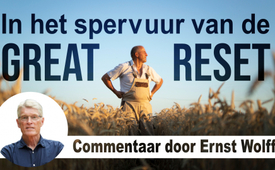 In het spervuur van de
GREAT RESET
Commentaar door Ernst Wolff